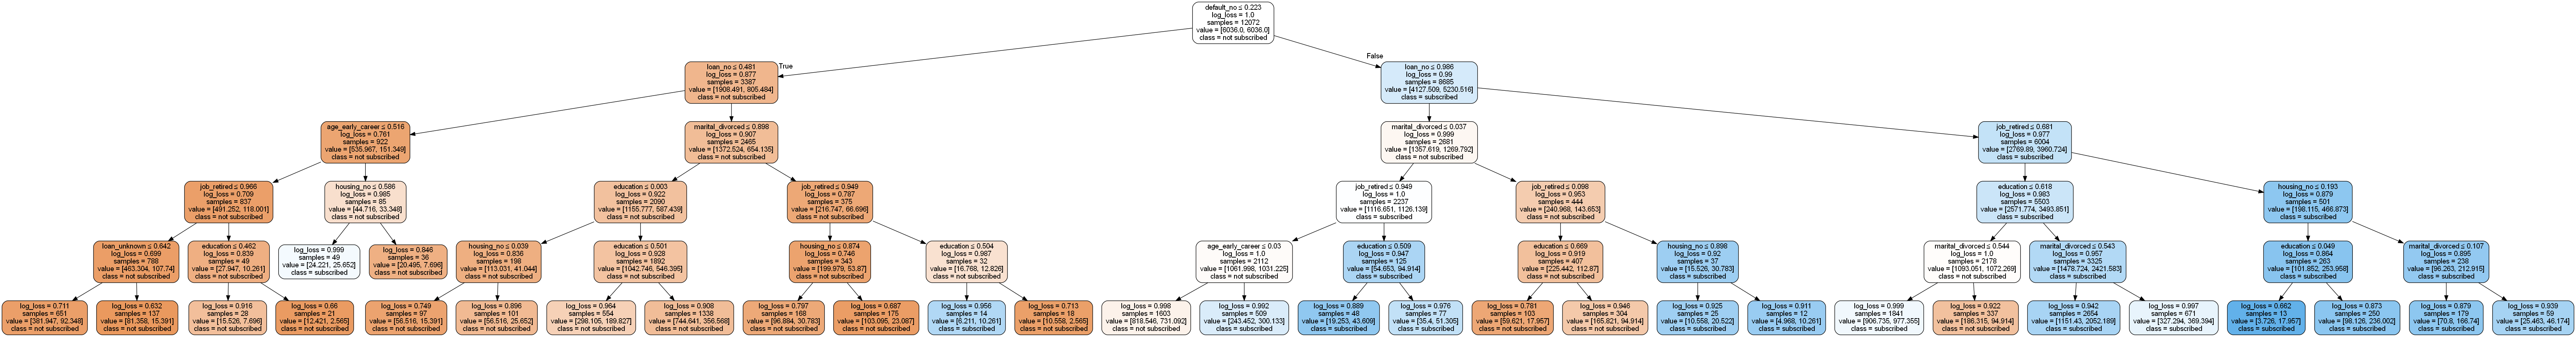 default_no ≤ 0.223
log_loss = 1.0
samples = 12072
value = [6036.0, 6036.0]
class = not subscribed
True
False
loan_no ≤ 0.481
log_loss = 0.877
samples = 3387
value = [1908.491, 805.484]
class = not subscribed
loan_no ≤ 0.986
log_loss = 0.99
samples = 8685
value = [4127.509, 5230.516]
class = subscribed
age_early_career ≤ 0.516
log_loss = 0.761
samples = 922
value = [535.967, 151.349]
class = not subscribed
marital_divorced ≤ 0.898
log_loss = 0.907
samples = 2465
value = [1372.524, 654.135]
class = not subscribed
marital_divorced ≤ 0.037
log_loss = 0.999
samples = 2681
value = [1357.619, 1269.792]
class = not subscribed
job_retired ≤ 0.681
log_loss = 0.977
samples = 6004
value = [2769.89, 3960.724]
class = subscribed
job_retired ≤ 0.966
log_loss = 0.709
samples = 837
value = [491.252, 118.001]
class = not subscribed
housing_no ≤ 0.586
log_loss = 0.985
samples = 85
value = [44.716, 33.348]
class = not subscribed
education ≤ 0.003
log_loss = 0.922
samples = 2090
value = [1155.777, 587.439]
class = not subscribed
job_retired ≤ 0.949
log_loss = 0.787
samples = 375
value = [216.747, 66.696]
class = not subscribed
job_retired ≤ 0.949
log_loss = 1.0
samples = 2237
value = [1116.651, 1126.139]
class = subscribed
job_retired ≤ 0.098
log_loss = 0.953
samples = 444
value = [240.968, 143.653]
class = not subscribed
education ≤ 0.618
log_loss = 0.983
samples = 5503
value = [2571.774, 3493.851]
class = subscribed
housing_no ≤ 0.193
log_loss = 0.879
samples = 501
value = [198.115, 466.873]
class = subscribed
loan_unknown ≤ 0.642
log_loss = 0.699
samples = 788
value = [463.304, 107.74]
class = not subscribed
education ≤ 0.462
log_loss = 0.839
samples = 49
value = [27.947, 10.261]
class = not subscribed
log_loss = 0.999
samples = 49
value = [24.221, 25.652]
class = subscribed
log_loss = 0.846
samples = 36
value = [20.495, 7.696]
class = not subscribed
housing_no ≤ 0.039
log_loss = 0.836
samples = 198
value = [113.031, 41.044]
class = not subscribed
education ≤ 0.501
log_loss = 0.928
samples = 1892
value = [1042.746, 546.395]
class = not subscribed
housing_no ≤ 0.874
log_loss = 0.746
samples = 343
value = [199.979, 53.87]
class = not subscribed
education ≤ 0.504
log_loss = 0.987
samples = 32
value = [16.768, 12.826]
class = not subscribed
age_early_career ≤ 0.03
log_loss = 1.0
samples = 2112
value = [1061.998, 1031.225]
class = not subscribed
education ≤ 0.509
log_loss = 0.947
samples = 125
value = [54.653, 94.914]
class = subscribed
education ≤ 0.669
log_loss = 0.919
samples = 407
value = [225.442, 112.87]
class = not subscribed
housing_no ≤ 0.898
log_loss = 0.92
samples = 37
value = [15.526, 30.783]
class = subscribed
marital_divorced ≤ 0.544
log_loss = 1.0
samples = 2178
value = [1093.051, 1072.269]
class = not subscribed
marital_divorced ≤ 0.543
log_loss = 0.957
samples = 3325
value = [1478.724, 2421.583]
class = subscribed
education ≤ 0.049
log_loss = 0.864
samples = 263
value = [101.852, 253.958]
class = subscribed
marital_divorced ≤ 0.107
log_loss = 0.895
samples = 238
value = [96.263, 212.915]
class = subscribed
log_loss = 0.711
samples = 651
value = [381.947, 92.348]
class = not subscribed
log_loss = 0.632
samples = 137
value = [81.358, 15.391]
class = not subscribed
log_loss = 0.916
samples = 28
value = [15.526, 7.696]
class = not subscribed
log_loss = 0.66
samples = 21
value = [12.421, 2.565]
class = not subscribed
log_loss = 0.749
samples = 97
value = [56.516, 15.391]
class = not subscribed
log_loss = 0.896
samples = 101
value = [56.516, 25.652]
class = not subscribed
log_loss = 0.964
samples = 554
value = [298.105, 189.827]
class = not subscribed
log_loss = 0.908
samples = 1338
value = [744.641, 356.568]
class = not subscribed
log_loss = 0.797
samples = 168
value = [96.884, 30.783]
class = not subscribed
log_loss = 0.687
samples = 175
value = [103.095, 23.087]
class = not subscribed
log_loss = 0.956
samples = 14
value = [6.211, 10.261]
class = subscribed
log_loss = 0.713
samples = 18
value = [10.558, 2.565]
class = not subscribed
log_loss = 0.998
samples = 1603
value = [818.546, 731.092]
class = not subscribed
log_loss = 0.992
samples = 509
value = [243.452, 300.133]
class = subscribed
log_loss = 0.889
samples = 48
value = [19.253, 43.609]
class = subscribed
log_loss = 0.976
samples = 77
value = [35.4, 51.305]
class = subscribed
log_loss = 0.781
samples = 103
value = [59.621, 17.957]
class = not subscribed
log_loss = 0.946
samples = 304
value = [165.821, 94.914]
class = not subscribed
log_loss = 0.925
samples = 25
value = [10.558, 20.522]
class = subscribed
log_loss = 0.911
samples = 12
value = [4.968, 10.261]
class = subscribed
log_loss = 0.999
samples = 1841
value = [906.735, 977.355]
class = subscribed
log_loss = 0.922
samples = 337
value = [186.315, 94.914]
class = not subscribed
log_loss = 0.942
samples = 2654
value = [1151.43, 2052.189]
class = subscribed
log_loss = 0.997
samples = 671
value = [327.294, 369.394]
class = subscribed
log_loss = 0.662
samples = 13
value = [3.726, 17.957]
class = subscribed
log_loss = 0.873
samples = 250
value = [98.126, 236.002]
class = subscribed
log_loss = 0.879
samples = 179
value = [70.8, 166.74]
class = subscribed
log_loss = 0.939
samples = 59
value = [25.463, 46.174]
class = subscribed